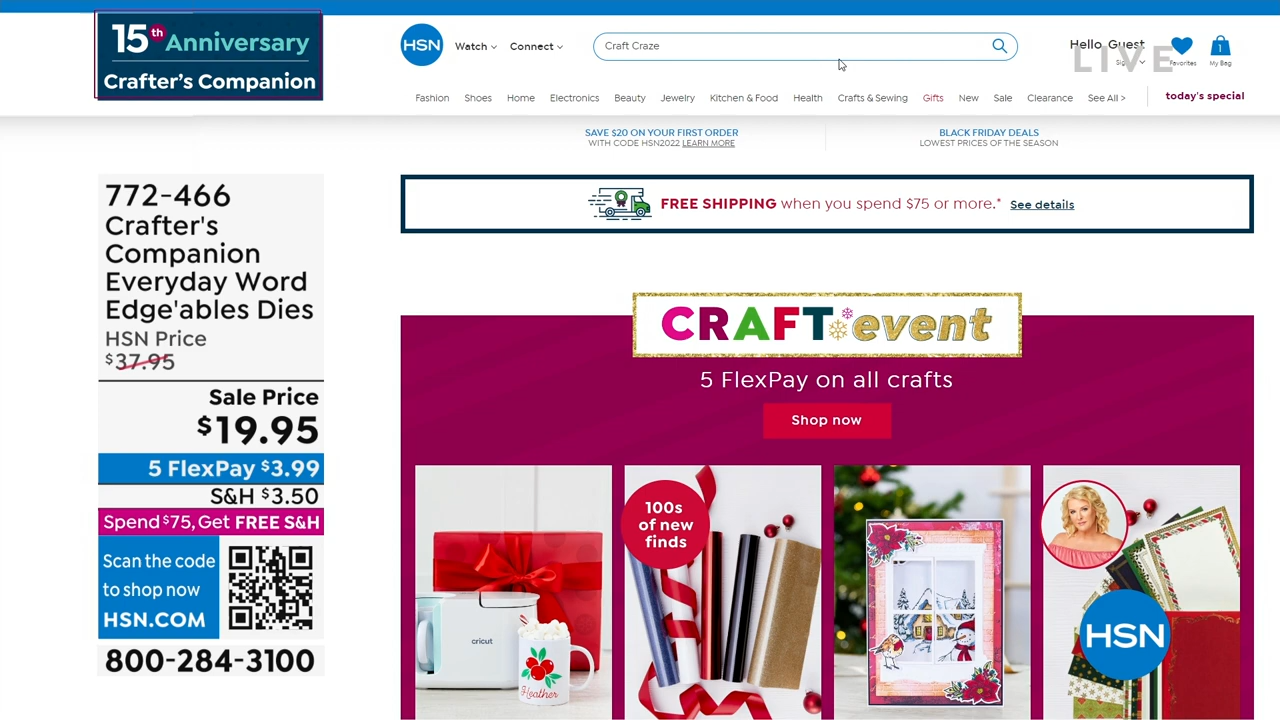 15th Anniversary
Crafter's Companion
HSN
Watch
Connect
Craft Craze
Hello, Guest
LIVE
Favorites
1
My Bag
Fashion
Shoes
Home
Electronics
Beauty
Jewelry
Kitchen & Food
Health
Crafts & Sewing
Gifts
New
Sale
Clearance
See All >
today's special
SAVE $20 ON YOUR FIRST ORDER
WITH CODE HSN2022 LEARN MORE
BLACK FRIDAY DEALS
LOWEST PRICES OF THE SEASON
772-466
Crafter's
Companion
Everyday Word
Edge'ables Dies
HSN Price
$37.95
Sale Price
$19.95
5 FlexPay $3.99
S&H $3.50
Spend $75, Get FREE S&H
Scan the code
to shop now
HSN.COM
800-284-3100
FREE SHIPPING when you spend $75 or more.* See details
CRAFT event
5 FlexPay on all crafts
Shop now
cricut
Heather
100s
of new
finds
HSN